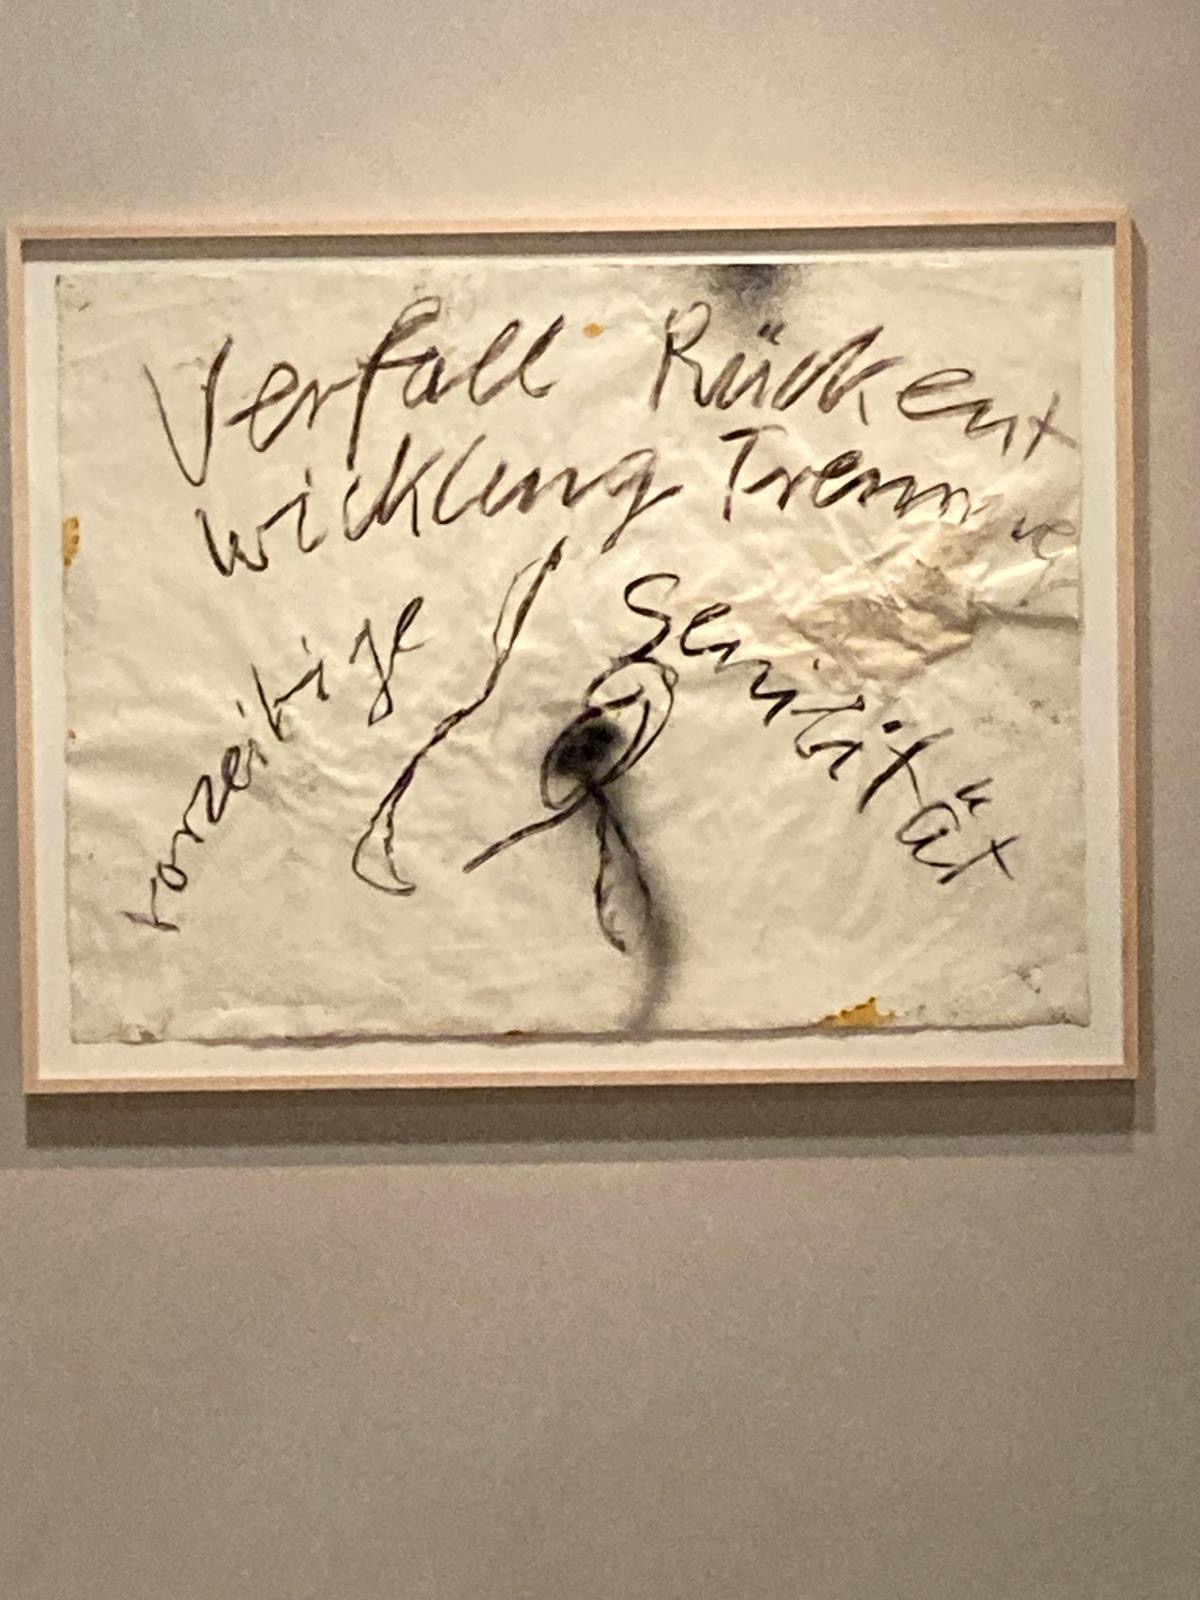 Verfall Rückent
wicklung Trennung
vorzeitige
Senilität